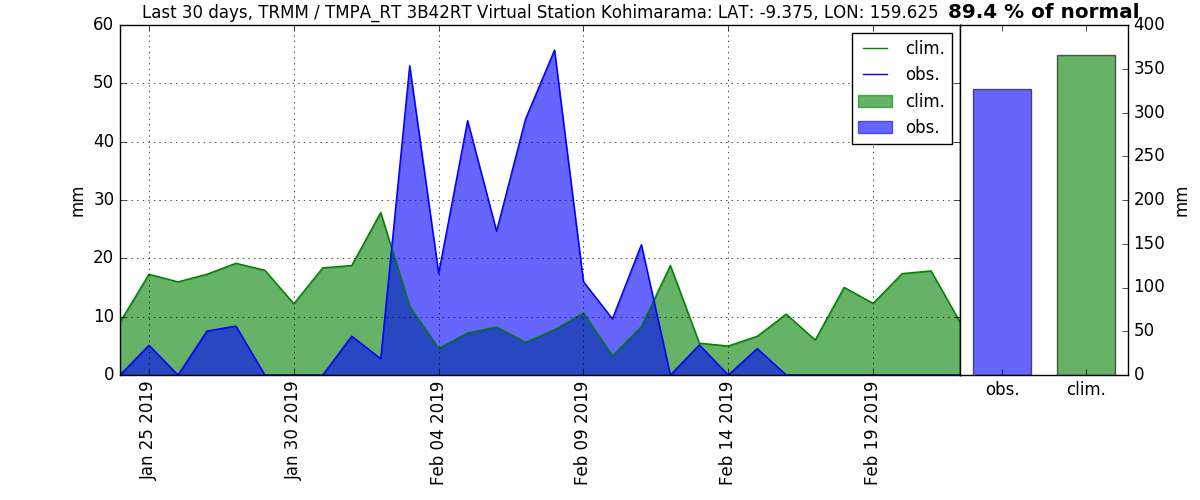 Last 30 days, TRMM / TMPA_RT 3B42RT Virtual Station Kohimarama: LAT: -9.375, LON: 159.625
89.4 % of normal
60
50
40
30
20
10
0
mm
clim.
obs.
clim.
obs.
Jan 25 2019
Jan 30 2019
Feb 04 2019
Feb 09 2019
Feb 14 2019
Feb 19 2019
400
350
300
250
200
150
100
50
0
mm
obs.
clim.